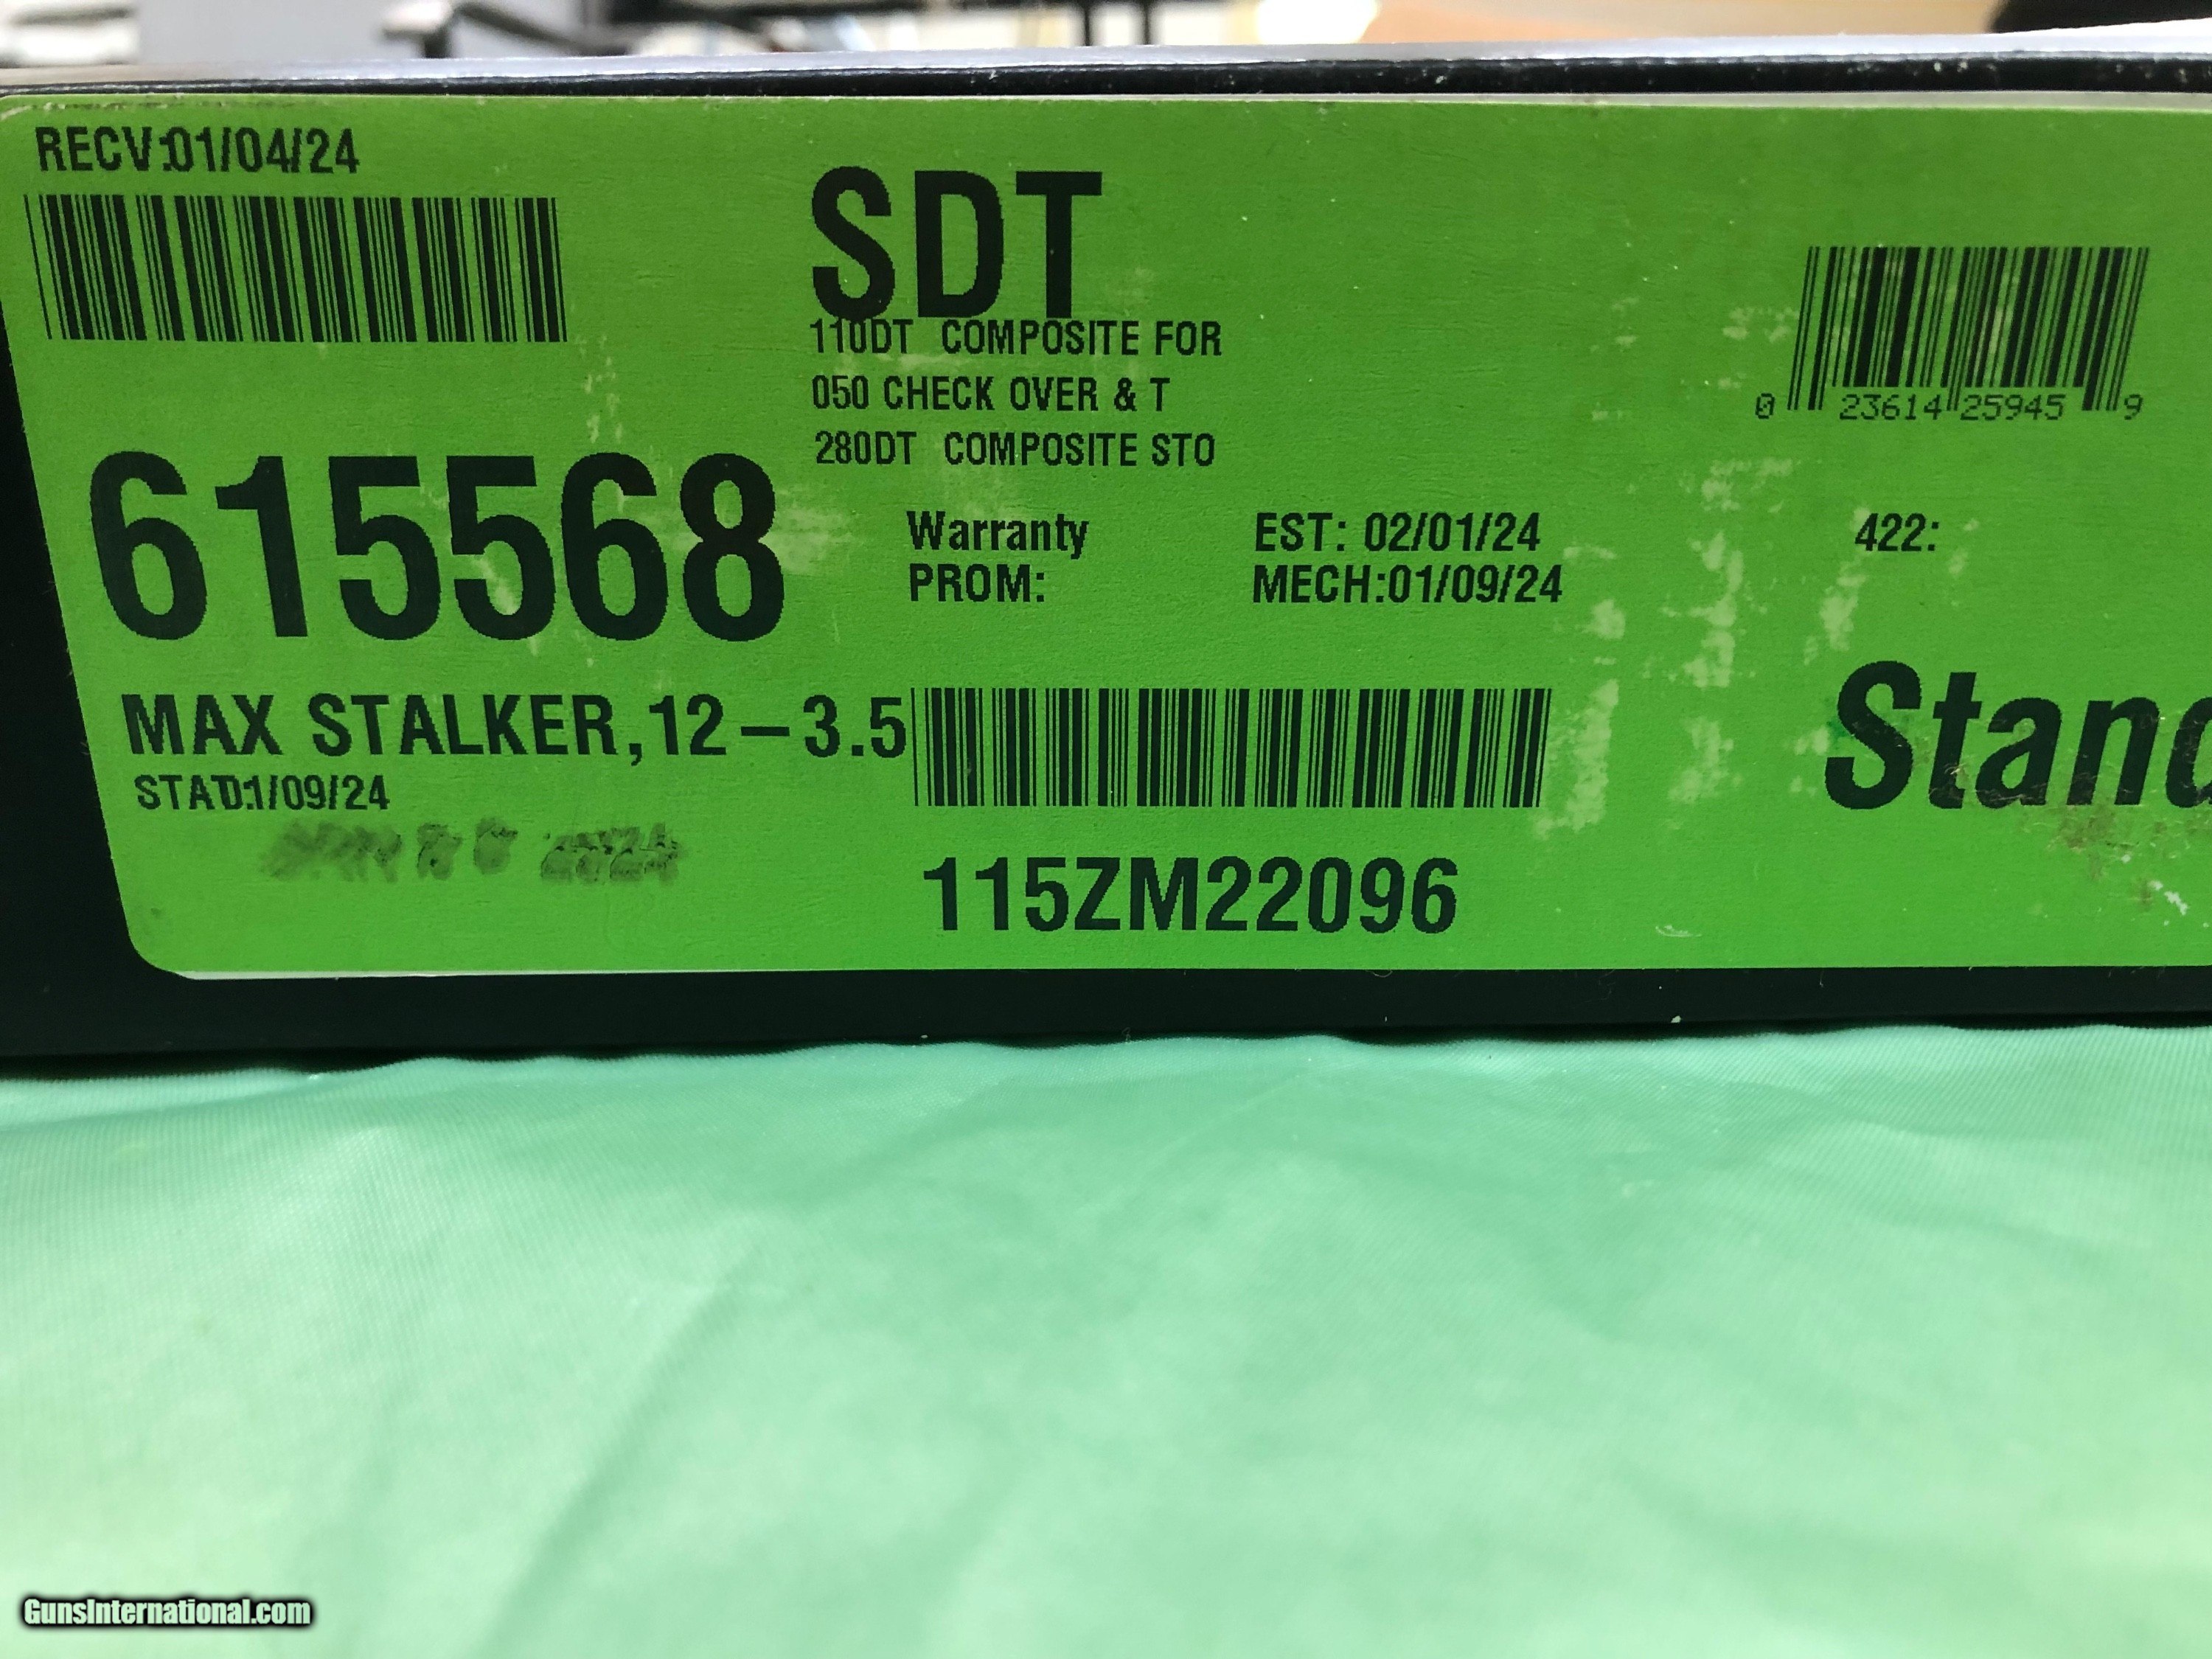 RECV:01/04/24
SDT
110DT COMPOSITE FOR
050 CHECK OVER & T
280DT COMPOSITE STO
0 23614 25945 9
615568
Warranty
PROM:
EST: 02/01/24
MECH:01/09/24
422:
MAX STALKER,12-3.5
STAT:01/09/24
2024
Stand
115ZM22096
GunsInternational.com